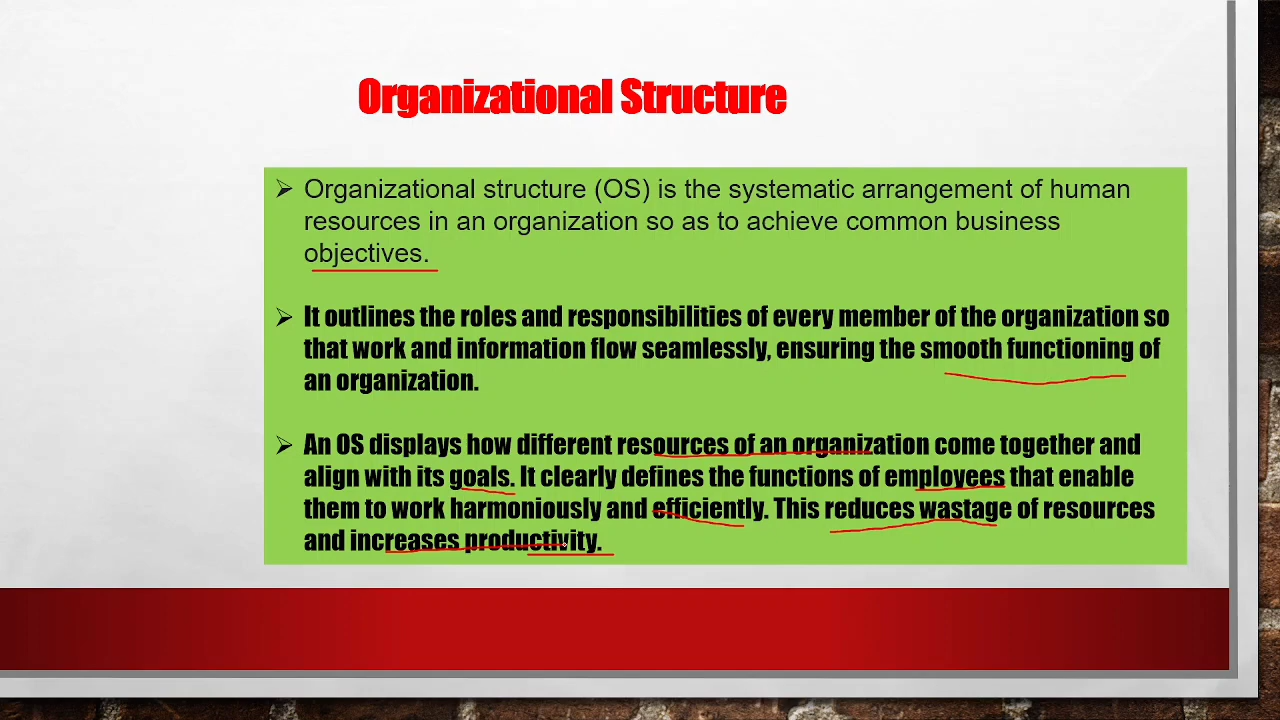 Organizational Structure
➢ Organizational structure (OS) is the systematic arrangement of human
resources in an organization so as to achieve common business
objectives.
➢ It outlines the roles and responsibilities of every member of the organization so
that work and information flow seamlessly, ensuring the smooth functioning of
an organization.
➢ An OS displays how different resources of an organization come together and
align with its goals. It clearly defines the functions of employees that enable
them to work harmoniously and efficiently. This reduces wastage of resources
and increases productivity.